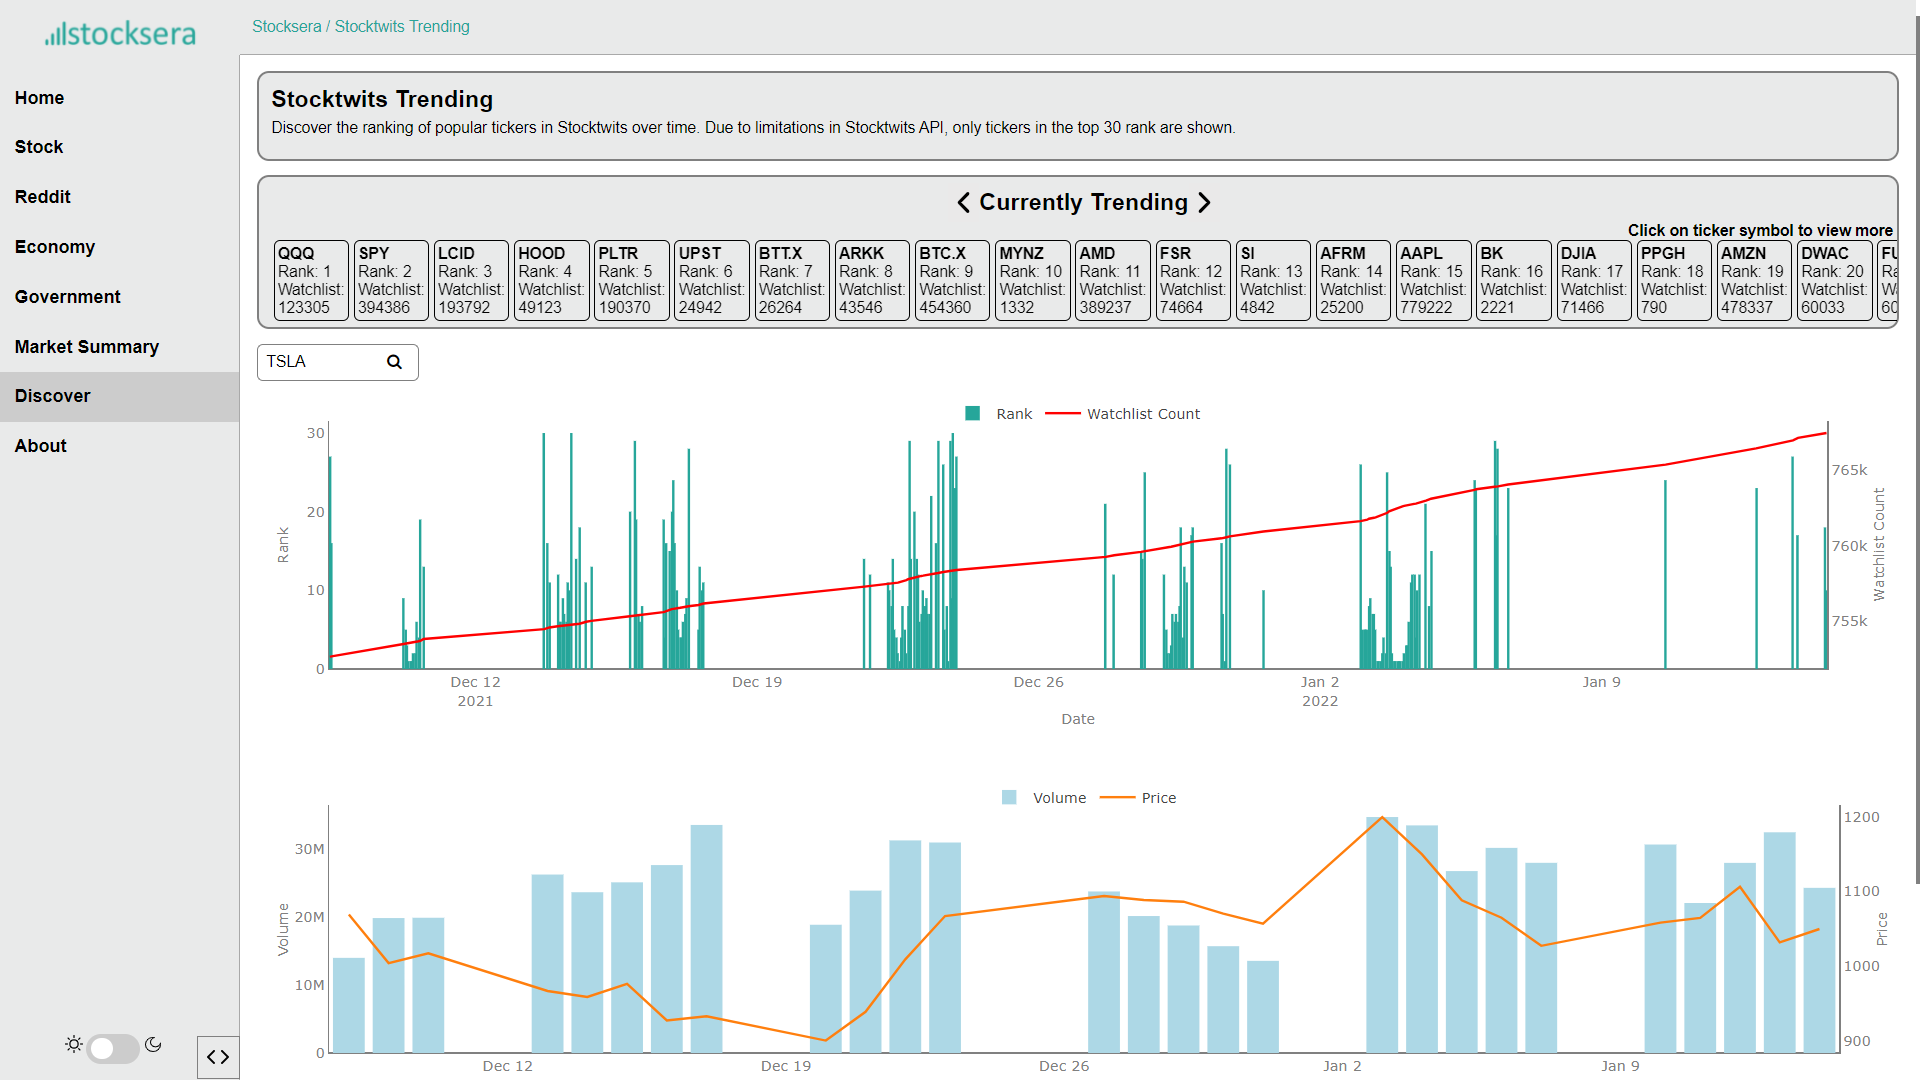 stocksera
Stocksera / Stocktwits Trending
Home
Stock
Reddit
Economy
Government
Market Summary
Discover
About
Stocktwits Trending
Discover the ranking of popular tickers in Stocktwits over time. Due to limitations in Stocktwits API, only tickers in the top 30 rank are shown.
Currently Trending
Click on ticker symbol to view more
QQQ
Rank: 1
Watchlist:
123305
SPY
Rank: 2
Watchlist:
394386
LCID
Rank: 3
Watchlist:
193792
HOOD
Rank: 4
Watchlist:
49123
PLTR
Rank: 5
Watchlist:
190370
UPST
Rank: 6
Watchlist:
24942
BTT.X
Rank: 7
Watchlist:
26264
ARKK
Rank: 8
Watchlist:
43546
BTC.X
Rank: 9
Watchlist:
454360
MYNZ
Rank: 10
Watchlist:
1332
AMD
Rank: 11
Watchlist:
389237
FSR
Rank: 12
Watchlist:
74664
SI
Rank: 13
Watchlist:
4842
AFRM
Rank: 14
Watchlist:
25200
AAPL
Rank: 15
Watchlist:
779222
BK
Rank: 16
Watchlist:
2221
DJIA
Rank: 17
Watchlist:
71466
PPGH
Rank: 18
Watchlist:
790
AMZN
Rank: 19
Watchlist:
478337
DWAC
Rank: 20
Watchlist:
60033
TSLA
Rank
Watchlist Count
30
20
10
0
Rank
765k
760k
755k
Watchlist Count
Dec 12
2021
Dec 19
Dec 26
Jan 2
2022
Jan 9
Date
Volume
Price
30M
20M
10M
0
Volume
1200
1100
1000
900
Price
Dec 12
Dec 19
Dec 26
Jan 2
Jan 9